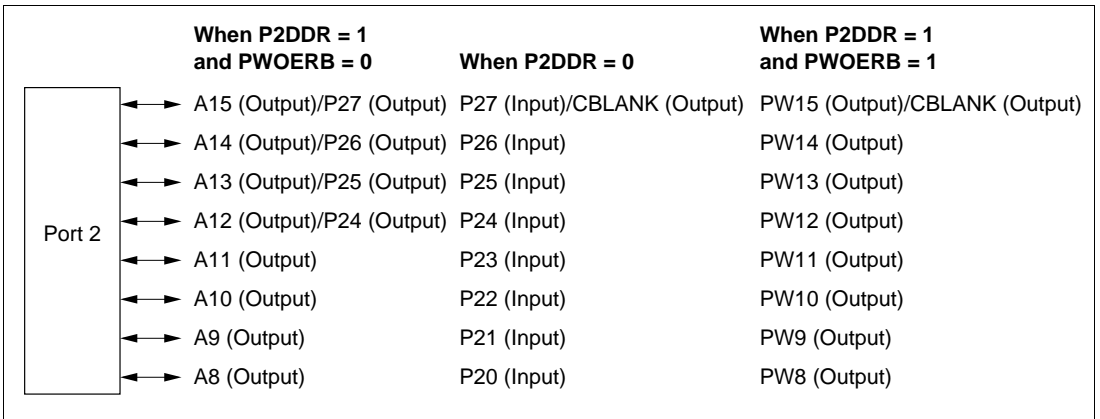 When P2DDR = 1 and PWOERB = 0
When P2DDR = 0
When P2DDR = 1 and PWOERB = 1
Port 2
A15 (Output)/P27 (Output) P27 (Input)/CBLANK (Output) PW15 (Output)/CBLANK (Output)
A14 (Output)/P26 (Output) P26 (Input) PW14 (Output)
A13 (Output)/P25 (Output) P25 (Input) PW13 (Output)
A12 (Output)/P24 (Output) P24 (Input) PW12 (Output)
A11 (Output) P23 (Input) PW11 (Output)
A10 (Output) P22 (Input) PW10 (Output)
A9 (Output) P21 (Input) PW9 (Output)
A8 (Output) P20 (Input) PW8 (Output)